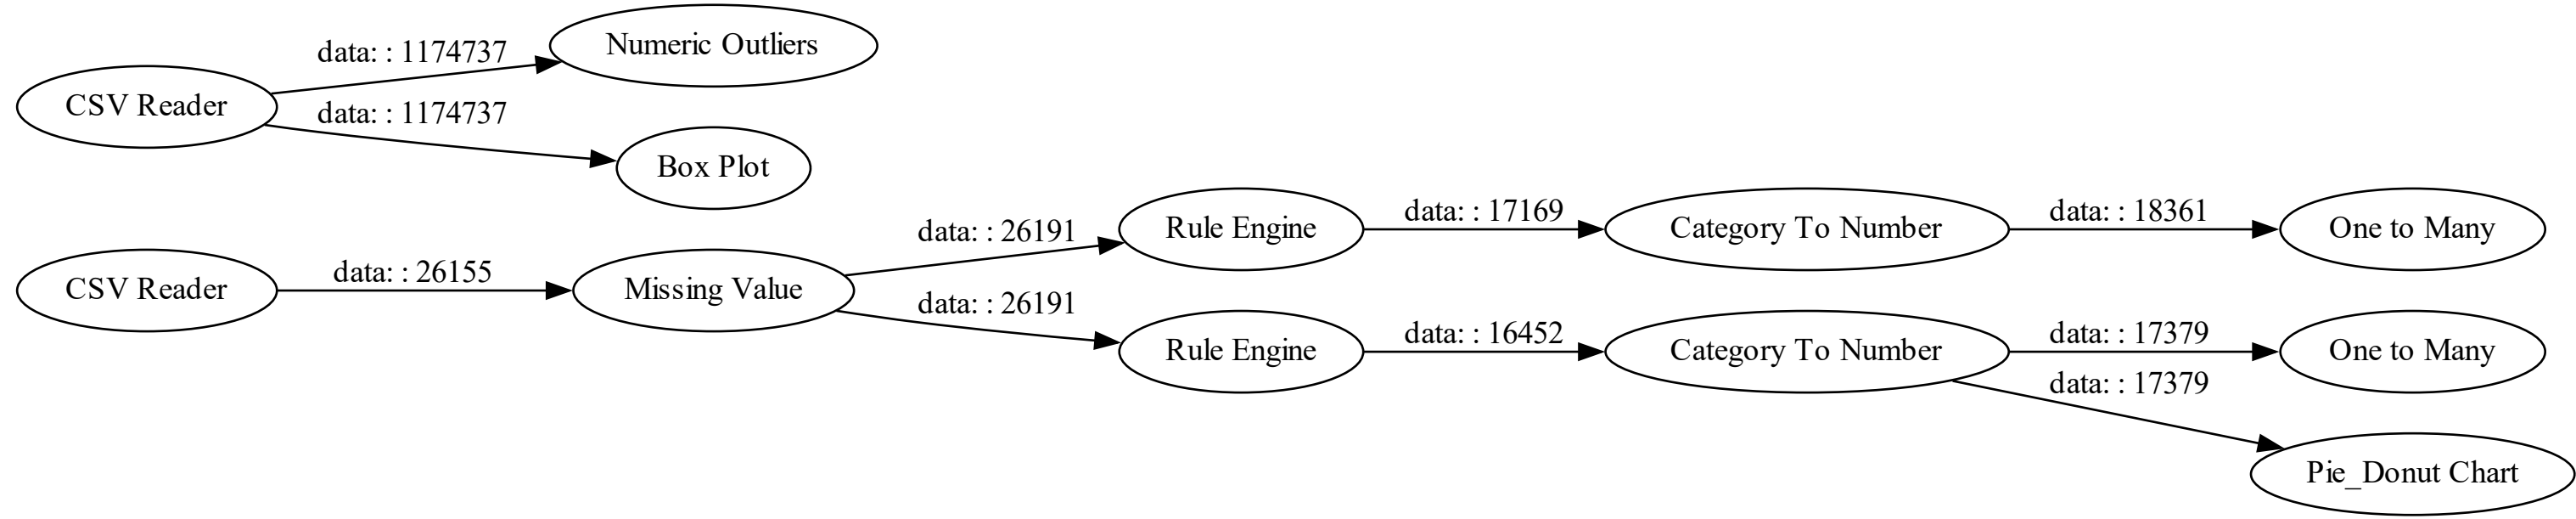 CSV Reader
data: : 1174737
Numeric Outliers
data: : 1174737
Box Plot
CSV Reader
data: : 26155
Missing Value
data: : 26191
Rule Engine
data: : 17169
Category To Number
data: : 18361
One to Many
data: : 26191
Rule Engine
data: : 16452
Category To Number
data: : 17379
One to Many
data: : 17379
Pie_Donut Chart